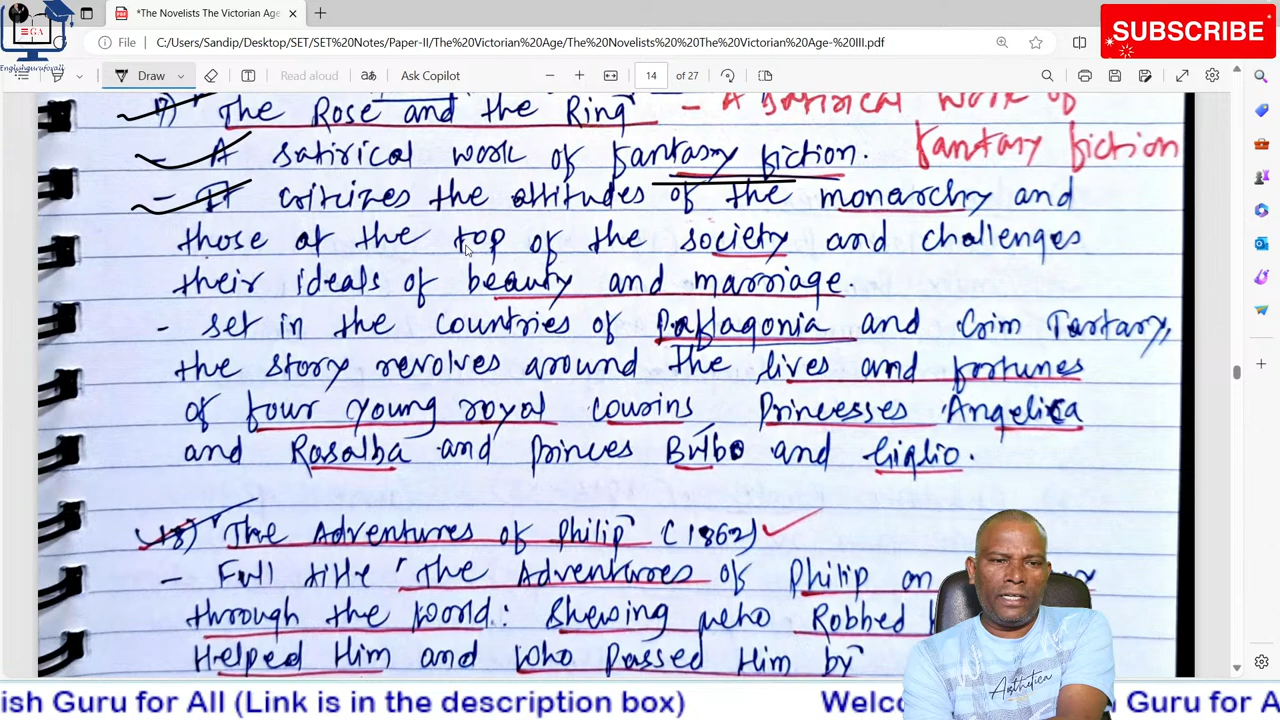 *The Novelists The Victorian Age
SUBSCRIBE
EGA
Englishguruforall
File C:/Users/Sandip/Desktop/SET/SET%20Notes/Paper-II/The%20Victorian%20Age/The%20Novelists%20%20The%20Victorian%20Age-%20III.pdf
Draw Read aloud Ask Copilot 14 of 27
7) "The Rose and the Ring" - A satirical work of
fantasy fiction
- A satirical work of fantasy fiction.
- It criticizes the attitudes of the monarchy and
those at the top of the society and challenges
their ideals of beauty and marriage.
- set in the countries of Paflagonia and Crim Tartary,
the story revolves around the lives and fortunes
of four young royal cousins Princesses Angelica
and Rosalba and princes Bulbo and Giglio.
18) "The Adventures of Philip" (1862)
- Full title "The Adventures of Philip on
through the World: Shewing who Robbed
Helped Him and Who Passed Him by"
Aesthetica
ish Guru for All (Link is in the description box) Welco Guru for A